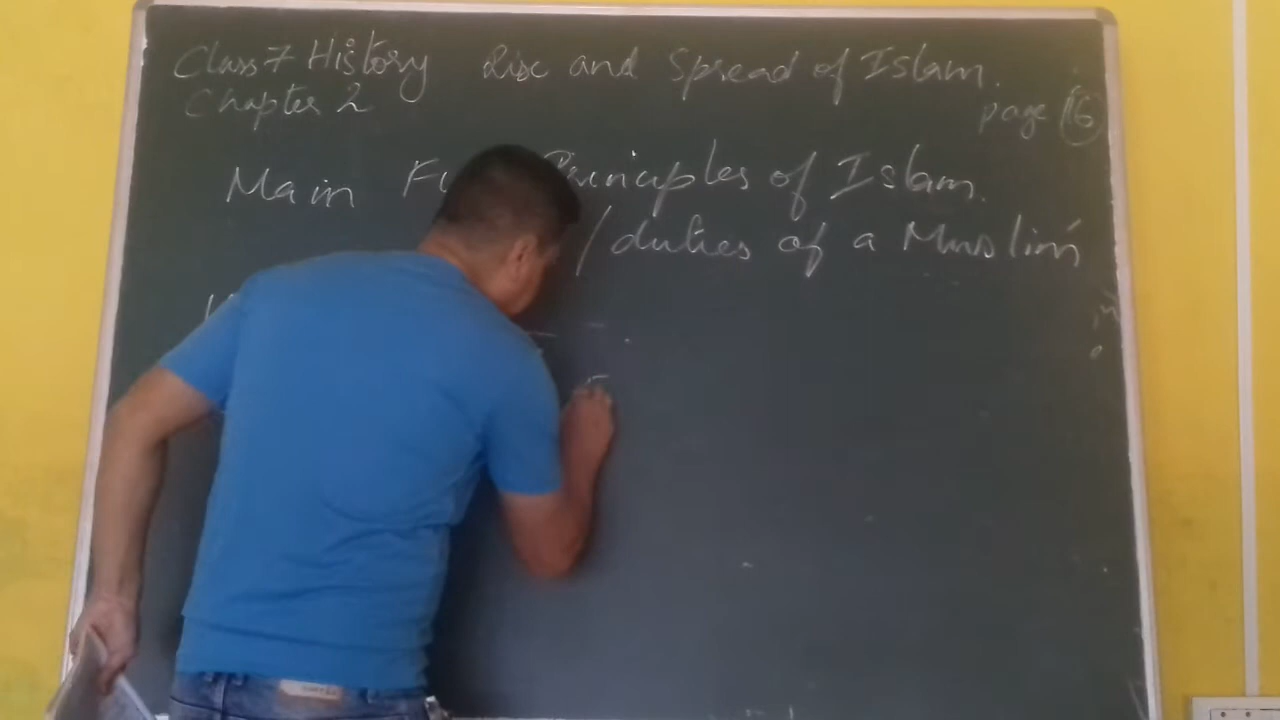 Class 7 History Rise and Spread of Islam.
Chapter 2
page 16
Main Principles of Islam.
/duties of a Muslim